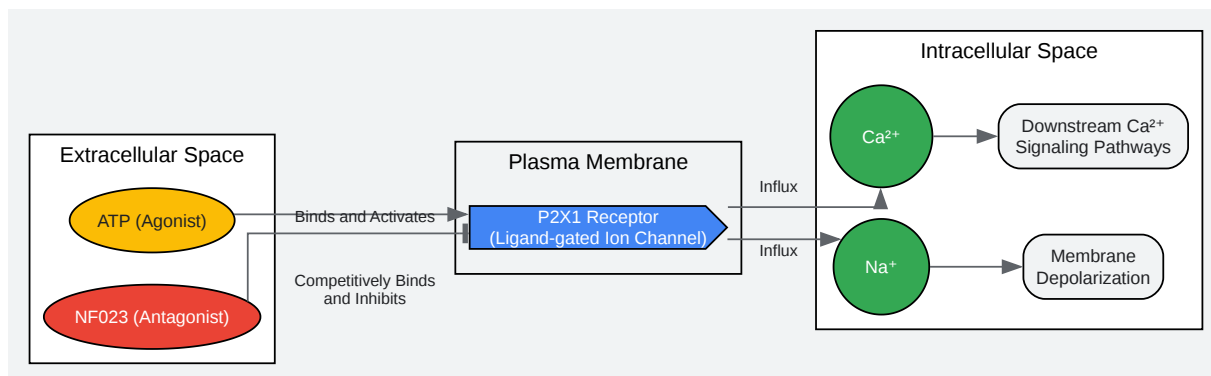 Extracellular Space
ATP (Agonist)
NF023 (Antagonist)
Binds and Activates
Competitively Binds
and Inhibits
Plasma Membrane
P2X1 Receptor
(Ligand-gated Ion Channel)
Influx
Influx
Intracellular Space
Ca²⁺
Downstream Ca²⁺
Signaling Pathways
Na⁺
Membrane
Depolarization